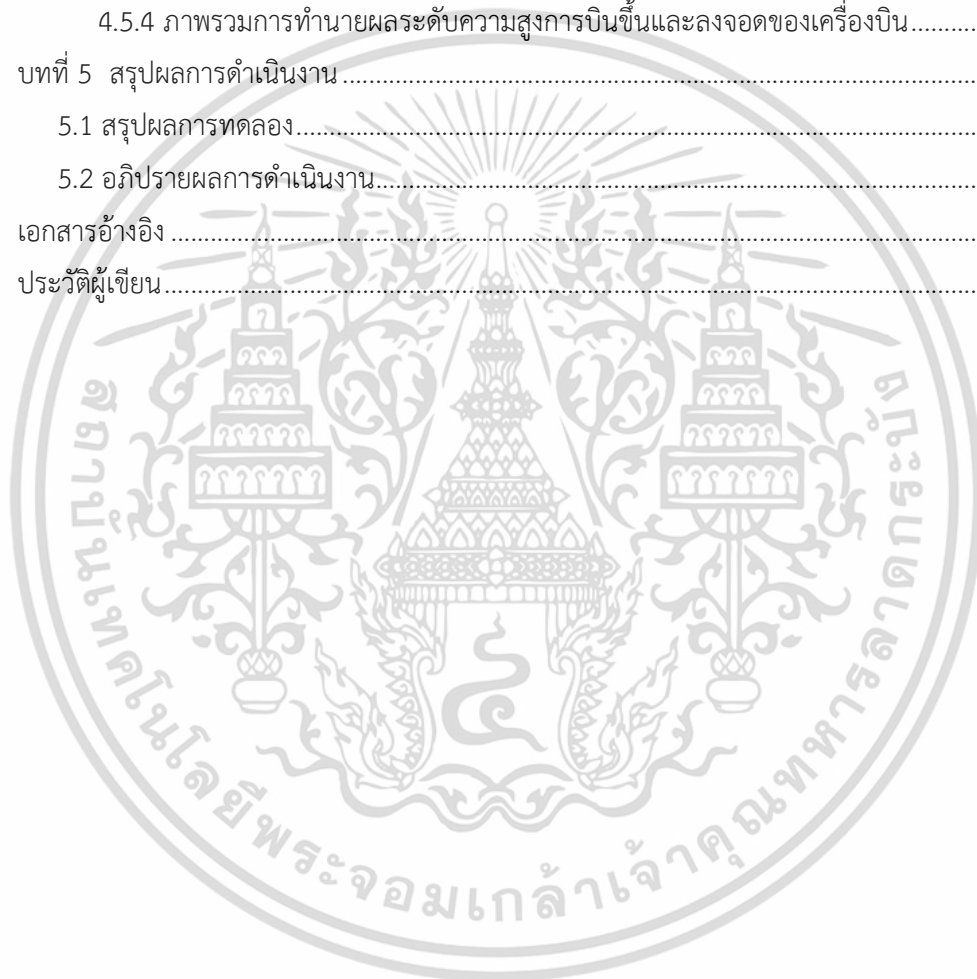 4.5.4 ภาพรวมการทำนายผลระดับความสูงการบินขึ้นและลงจอดของเครื่องบิน..........
บทที่ 5  สรุปผลการดำเนินงาน..........
5.1 สรุปผลการทดลอง..........
5.2 อภิปรายผลการดำเนินงาน..........
เอกสารอ้างอิง..........
ประวัติผู้เขียน..........
๔
สถาบันเทคโนโลยีพระจอมเกล้าเจ้าคุณทหารลาดกระบัง